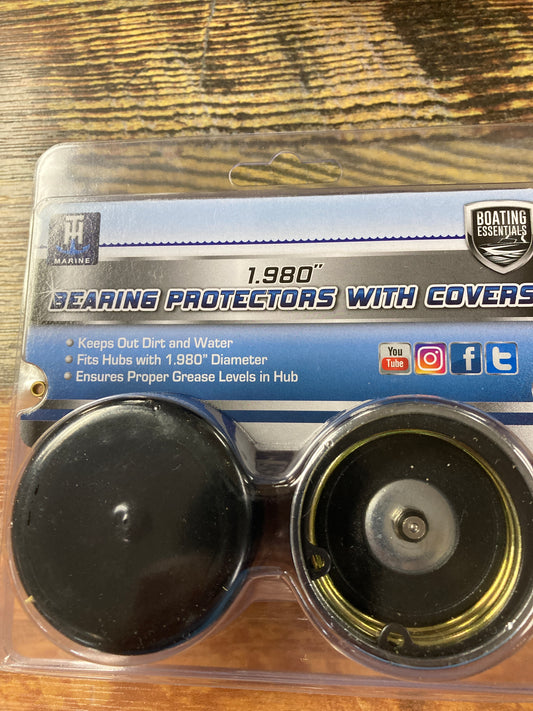 TH
MARINE
BOATING
ESSENTIALS
1.980"
BEARING PROTECTORS WITH COVERS
• Keeps Out Dirt and Water
• Fits Hubs with 1.980" Diameter
• Ensures Proper Grease Levels in Hub
You
Tube
f
t